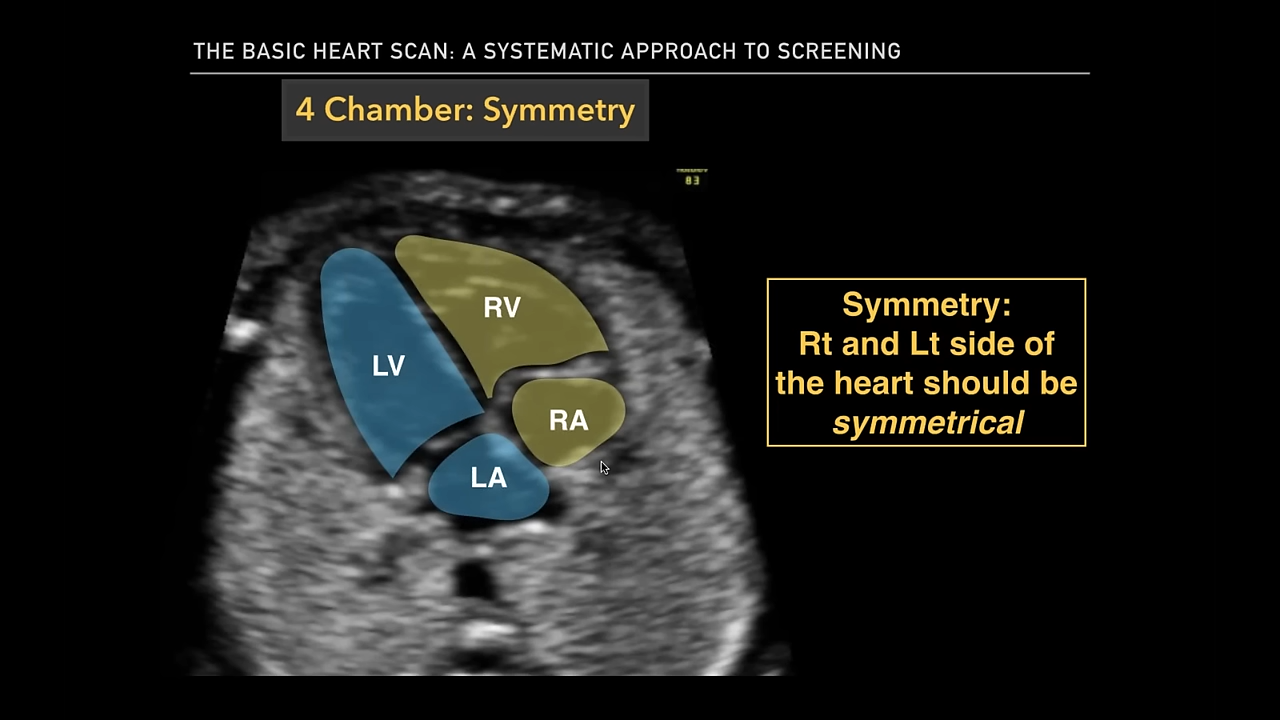 THE BASIC HEART SCAN: A SYSTEMATIC APPROACH TO SCREENING
4 Chamber: Symmetry
83
RV
LV
RA
LA
Symmetry:
Rt and Lt side of
the heart should be
symmetrical